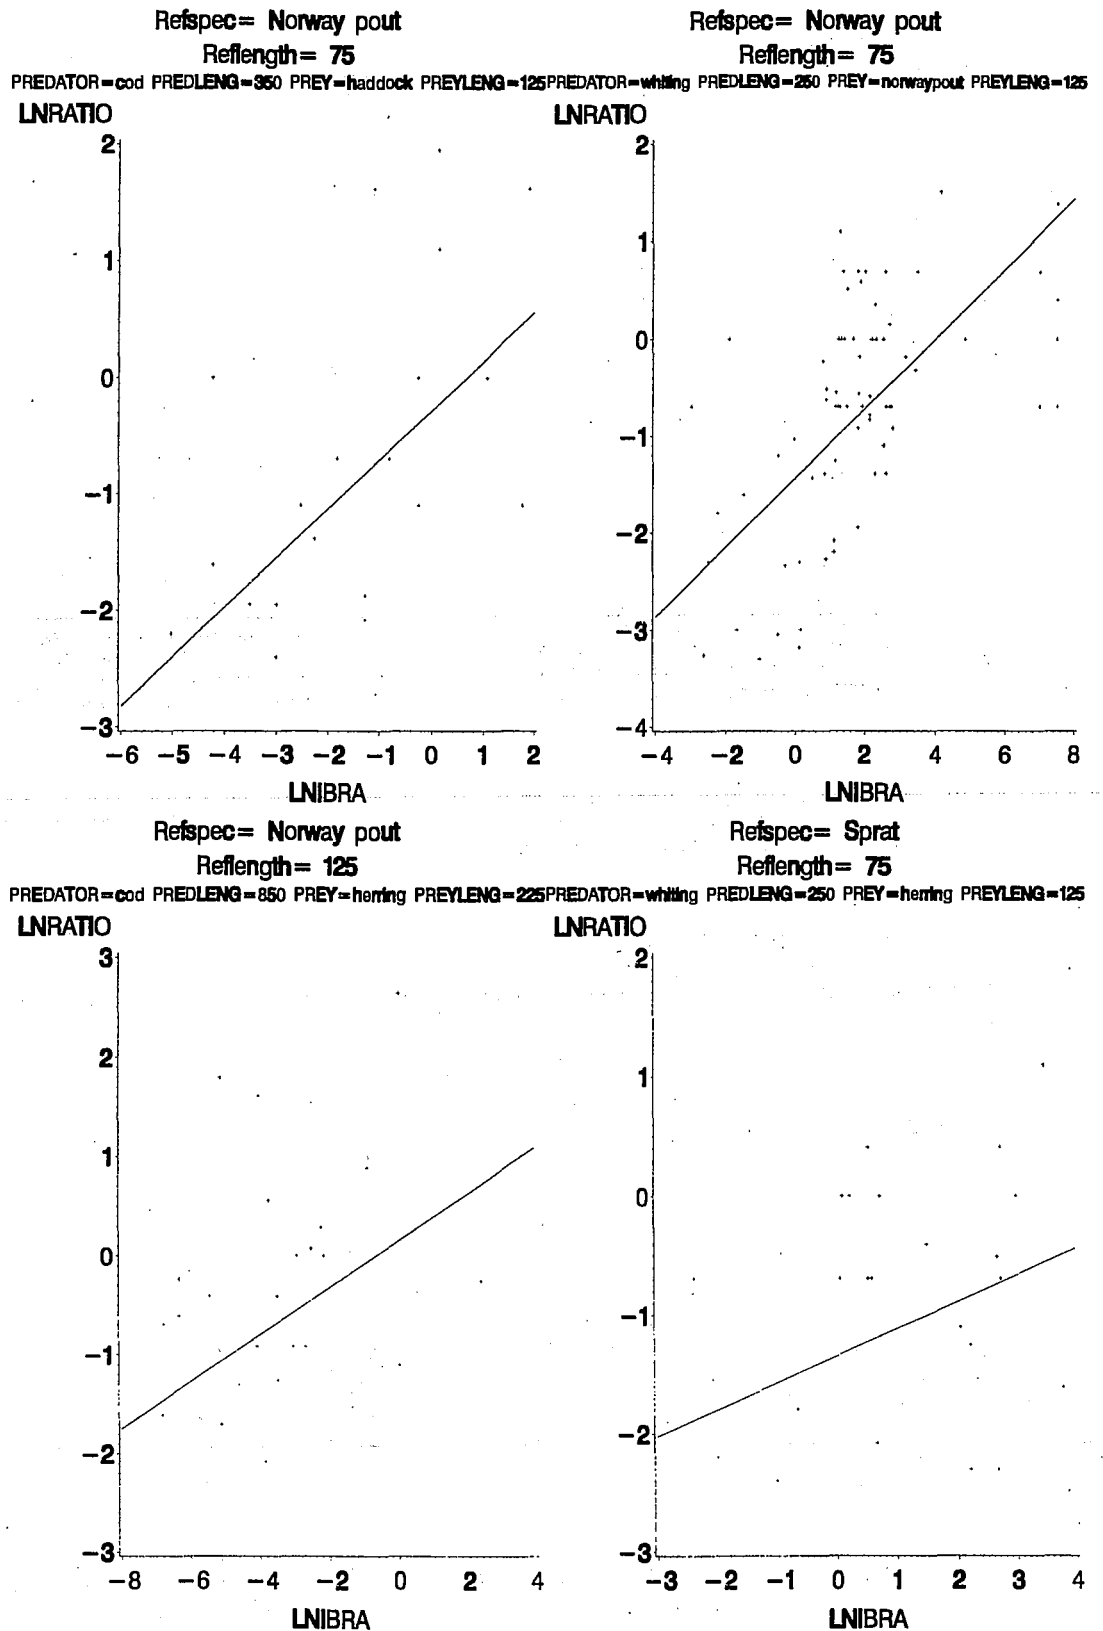 Refspec= Norway pout
Reflength= 75
PREDATOR=cod PREDLENG=350 PREY=haddock PREYLENG=125
LNRATIO
2
1
0
-1
-2
-3
-6 -5 -4 -3 -2 -1 0 1 2
LNIBRA
Refspec= Norway pout
Reflength= 75
PREDATOR=whiting PREDLENG=250 PREY=norwaypout PREYLENG=125
LNRATIO
2
1
0
-1
-2
-3
-4
-4 -2 0 2 4 6 8
LNIBRA
Refspec= Norway pout
Reflength= 125
PREDATOR=cod PREDLENG=850 PREY=herring PREYLENG=225
LNRATIO
3
2
1
0
-1
-2
-3
-8 -6 -4 -2 0 2 4
LNIBRA
Refspec= Sprat
Reflength= 75
PREDATOR=whiting PREDLENG=250 PREY=herring PREYLENG=125
LNRATIO
2
1
0
-1
-2
-3
-3 -2 -1 0 1 2 3 4
LNIBRA